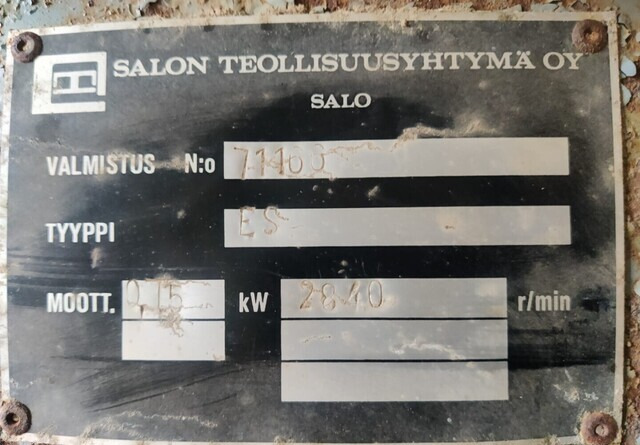 SALON TEOLLISUUSYHTYMÄ OY
SALO
VALMISTUS N:o
TYYPPI ES
MOOTT. kW 2840 r/min